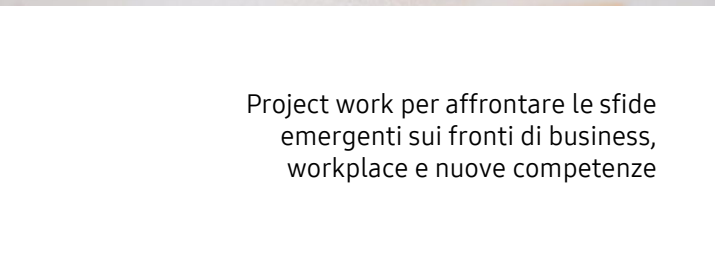 Project work per affrontare le sfide
emergenti sui fronti di business,
workplace e nuove competenze